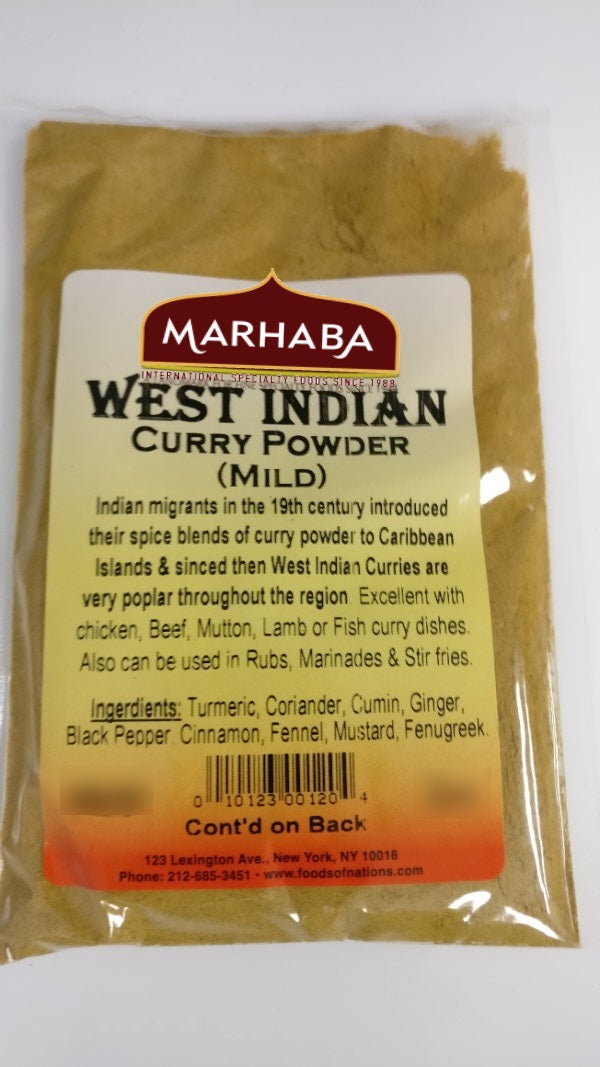 MARHABA
INTERNATIONAL SPECIALTY FOODS SINCE 1988
WEST INDIAN
CURRY POWDER
(MILD)
Indian migrants in the 19th century introduced
their spice blends of curry powder to Caribbean
Islands & sinced then West Indian Curries are
very poplar throughout the region. Excellent with
chicken, Beef, Mutton, Lamb or Fish curry dishes.
Also can be used in Rubs, Marinades & Stir fries.
Ingerdients: Turmeric, Coriander, Cumin, Ginger,
Black Pepper, Cinnamon, Fennel, Mustard, Fenugreek.
0 10123 00120 4
Cont'd on Back
123 Lexington Ave., New York, NY 10016
Phone: 212-685-3451 · www.foodsofnations.com